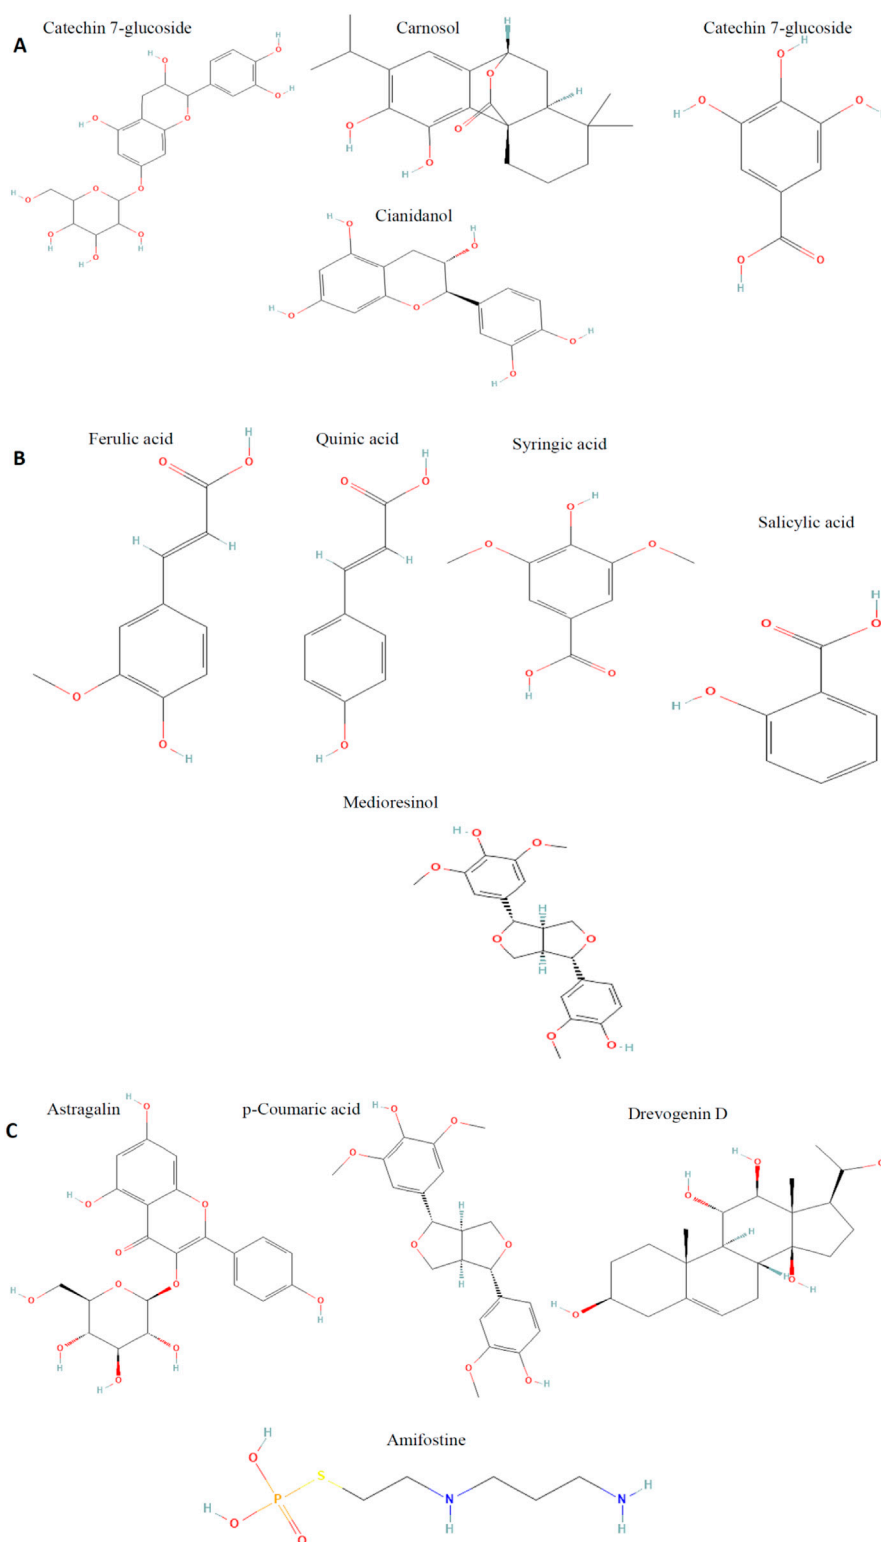 A
Catechin 7-glucoside
Carnosol
Catechin 7-glucoside
Cianidanol
B
Ferulic acid
Quinic acid
Syringic acid
Salicylic acid
Medioresinol
C
Astragalin
p-Coumaric acid
Drevogenin D
Amifostine